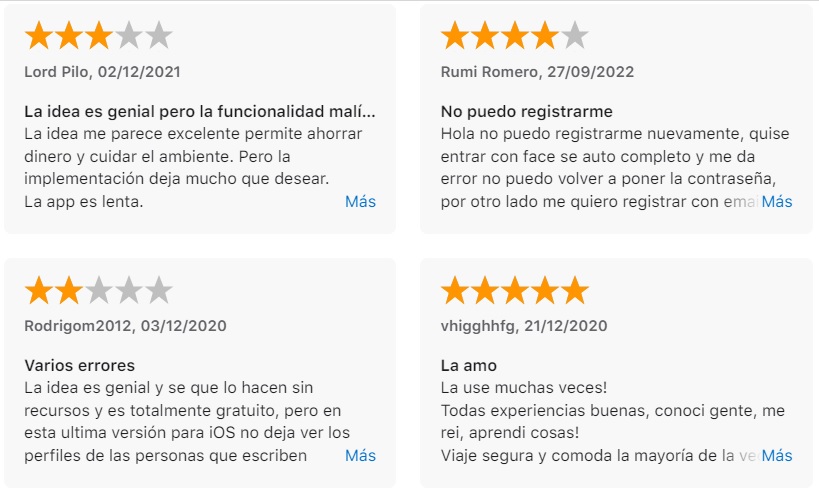 Lord Pilo, 02/12/2021
La idea es genial pero la funcionalidad malí...
La idea me parece excelente permite ahorrar
dinero y cuidar el ambiente. Pero la
implementación deja mucho que desear.
La app es lenta. Más
Rumi Romero, 27/09/2022
No puedo registrarme
Hola no puedo registrarme nuevamente, quise
entrar con face se auto completo y me da
error no puedo volver a poner la contraseña,
por otro lado me quiero registrar con emai Más
Rodrigom2012, 03/12/2020
Varios errores
La idea es genial y se que lo hacen sin
recursos y es totalmente gratuito, pero en
esta ultima versión para iOS no deja ver los
perfiles de las personas que escriben Más
vhigghhfg, 21/12/2020
La amo
La use muchas veces!
Todas experiencias buenas, conoci gente, me
rei, aprendi cosas!
Viaje segura y comoda la mayoría de la ve Más